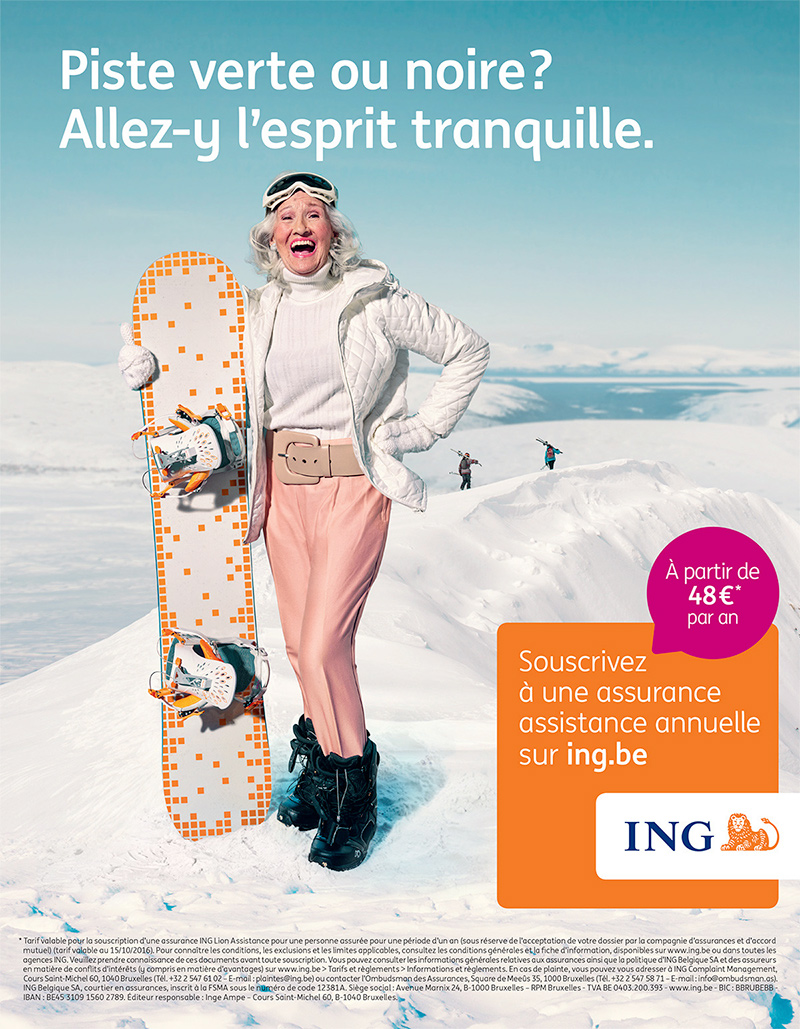 Piste verte ou noire?
Allez-y l'esprit tranquille.
À partir de
48€*
par an
Souscrivez
à une assurance
assistance annuelle
sur ing.be
ING
* Tarif valable pour la souscription d'une assurance ING Lion Assistance pour une personne assurée pour une période d'un an (sous réserve de l'acceptation de votre dossier par la campagnie d'assurances et d'accord
mutuel) (tarif valable au 15/10/2016). Pour connaître les conditions, les exclusions et les limites applicables, consultez les conditions générales et la fiche d'information, disponibles sur www.ing.be ou dans toutes les
agences ING. Veuillez prendre connaissance de ces documents avant toute souscription. Vous pouvez consulter les informations générales relatives aux assurances ainsi que la politique d'ING Belgique SA et des assureurs
en matière de conflits d'intérêts (y compris en matière d'avantages) sur www.ing.be > Tarifs et règlements > Informations et règlements. En cas de plainte, vous pouvez vous adresser à ING Complaint Management,
Cours Saint-Michel 60, 1040 Bruxelles (Tél. +32 2 547 61 02 – E-mail : plaintes@ing.be) ou contacter l'Ombudsman des Assurances, Square de Meeûs 35, 1000 Bruxelles (Tél. +32 2 547 58 71 – E-mail : info@ombudsman.as).
ING Belgique SA, courtier en assurances, inscrit à la FSMA sous le numéro de code 12381A. Siège social : Avenue Marnix 24, B-1000 Bruxelles – RPM Bruxelles - TVA BE 0403.200.393 - www.ing.be - BIC : BBRUBEBB -
IBAN : BE45 3109 1560 2789. Éditeur responsable : Inge Ampe – Cours Saint-Michel 60, B-1040 Bruxelles.